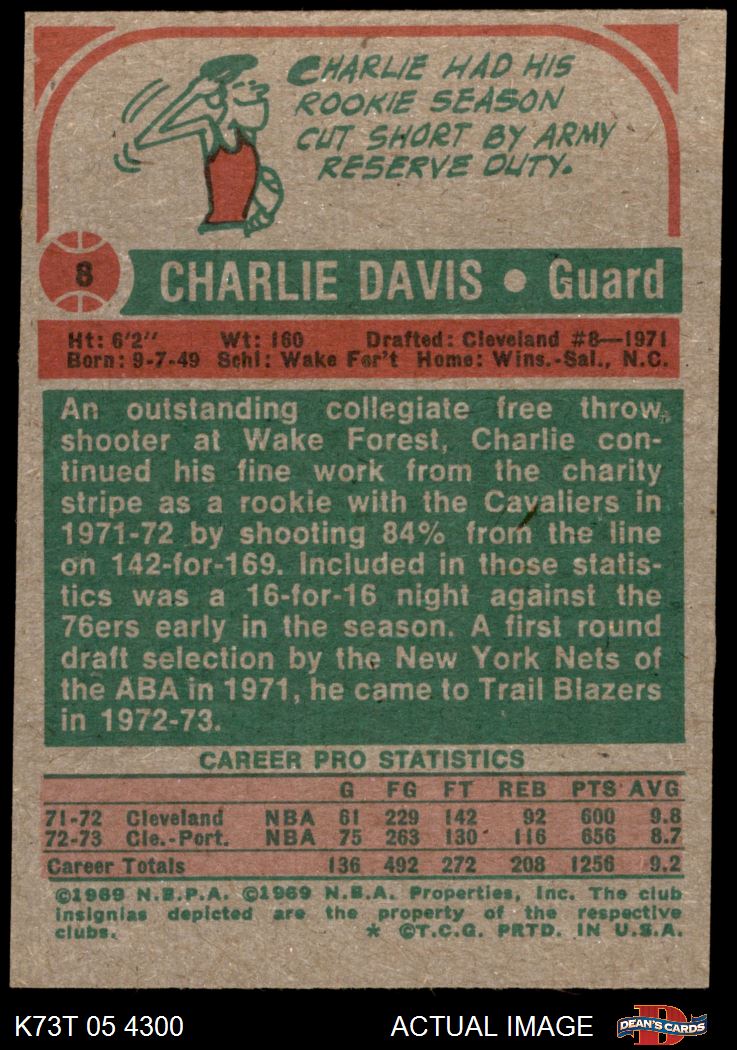 CHARLIE HAD HIS
ROOKIE SEASON
CUT SHORT BY ARMY
RESERVE DUTY.
8
CHARLIE DAVIS • Guard
Ht: 6'2" Wt: 160 Drafted: Cleveland #8—1971
Born: 9-7-49 Schl: Wake For't Home: Wins.-Sal., N.C.
An outstanding collegiate free throw
shooter at Wake Forest, Charlie con-
tinued his fine work from the charity
stripe as a rookie with the Cavaliers in
1971-72 by shooting 84% from the line
on 142-for-169. Included in those statis-
tics was a 16-for-16 night against the
76ers early in the season. A first round
draft selection by the New York Nets of
the ABA in 1971, he came to Trail Blazers
in 1972-73.
CAREER PRO STATISTICS
G FG FT REB PTS AVG
71-72 Cleveland NBA 61 229 142 92 600 9.8
72-73 Cle.-Port. NBA 75 263 130 116 656 8.7
Career Totals 136 492 272 208 1256 9.2
©1969 N.B.P.A. ©1969 N.B.A. Properties, Inc. The club
insignias depicted are the property of the respective
clubs. * ©T.C.G. PRTD. IN U.S.A.
K73T 05 4300 ACTUAL IMAGE D DEAN'S CARDS